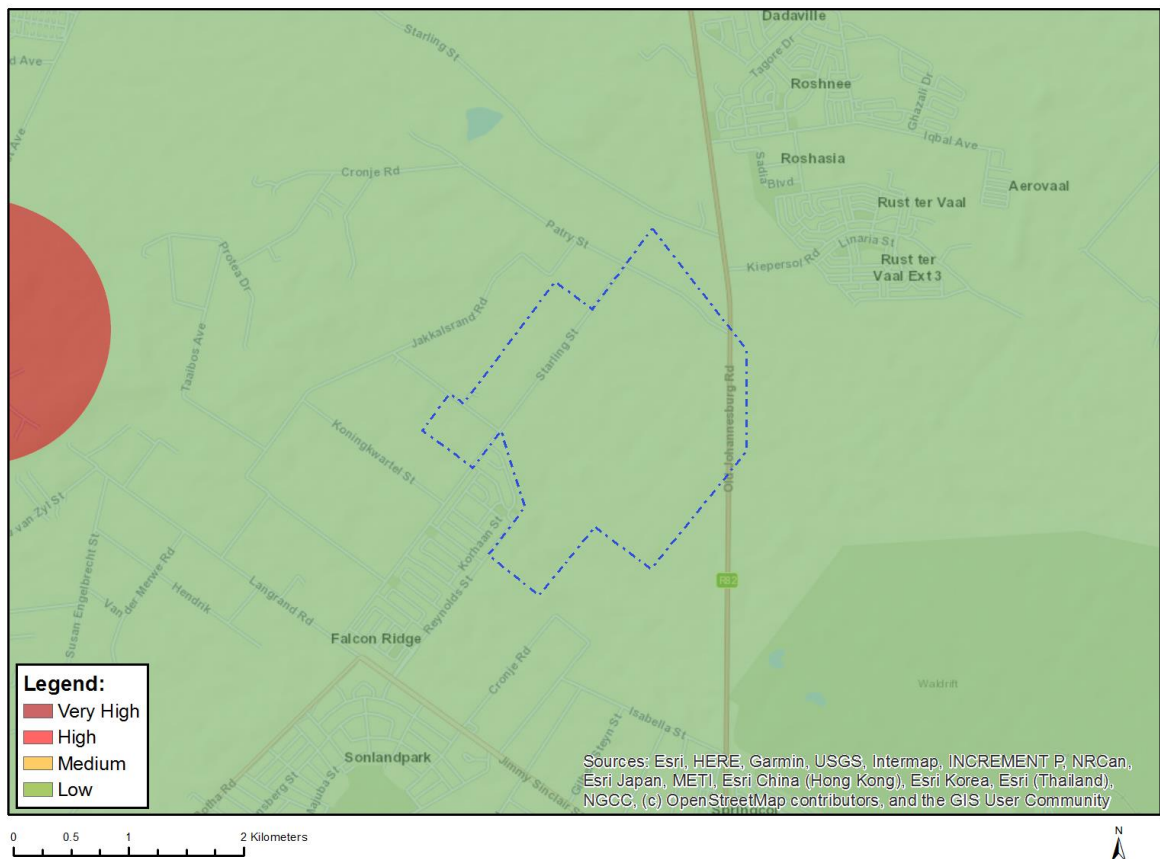 Dadaville
Starling St
d Ave
Tagore Dr
Roshnee
Ghazali Dr
Iqbal Ave
Ave
Roshasia
Sadia
Blvd
Cronje Rd
Aerovaal
Rust ter Vaal
Patry St
Linaria St
Kiepersol Rd
Rust ter
Vaal Ext 3
Protea Dr
Jakkalsrand Rd
Taalbos Ave
Starling St
Old Johannesburg Rd
Koningkwartel St
van Zyl St
Korhaan St
Susan Engelbrecht St
Van der Merwe Rd
Hendrik
Langrand Rd
Reynolds St
R82
Falcon Ridge
Cronje Rd
Waldrift
Legend:
Very High
High
Medium
Low
Isabella St
Steyn St
Sonlandpark
Jimmy Sinclair S
Sources: Esri, HERE, Garmin, USGS, Intermap, INCREMENT P, NRCan,
Esri Japan, METI, Esri China (Hong Kong), Esri Korea, Esri (Thailand),
NGCC, (c) OpenStreetMap contributors, and the GIS User Community
0 0.5 1 2 Kilometers
N